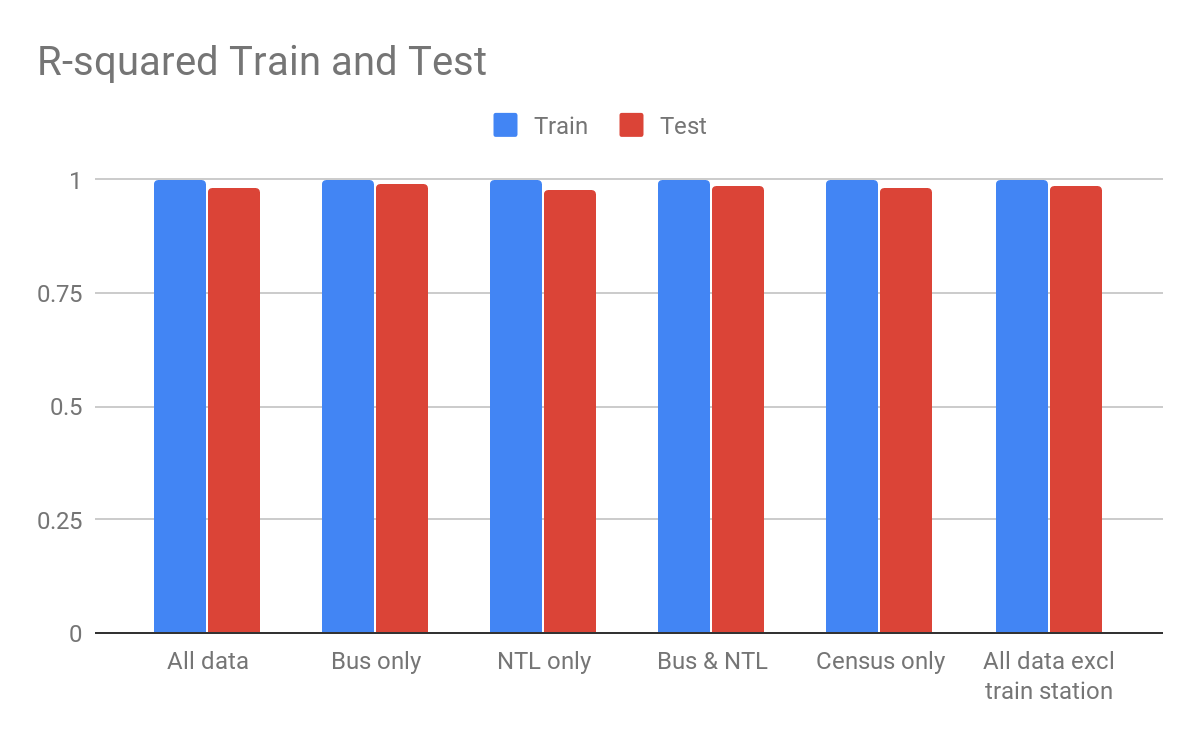 R-squared Train and Test
Train Test
1
0.75
0.5
0.25
0
All data Bus only NTL only Bus & NTL Census only All data excl
train station